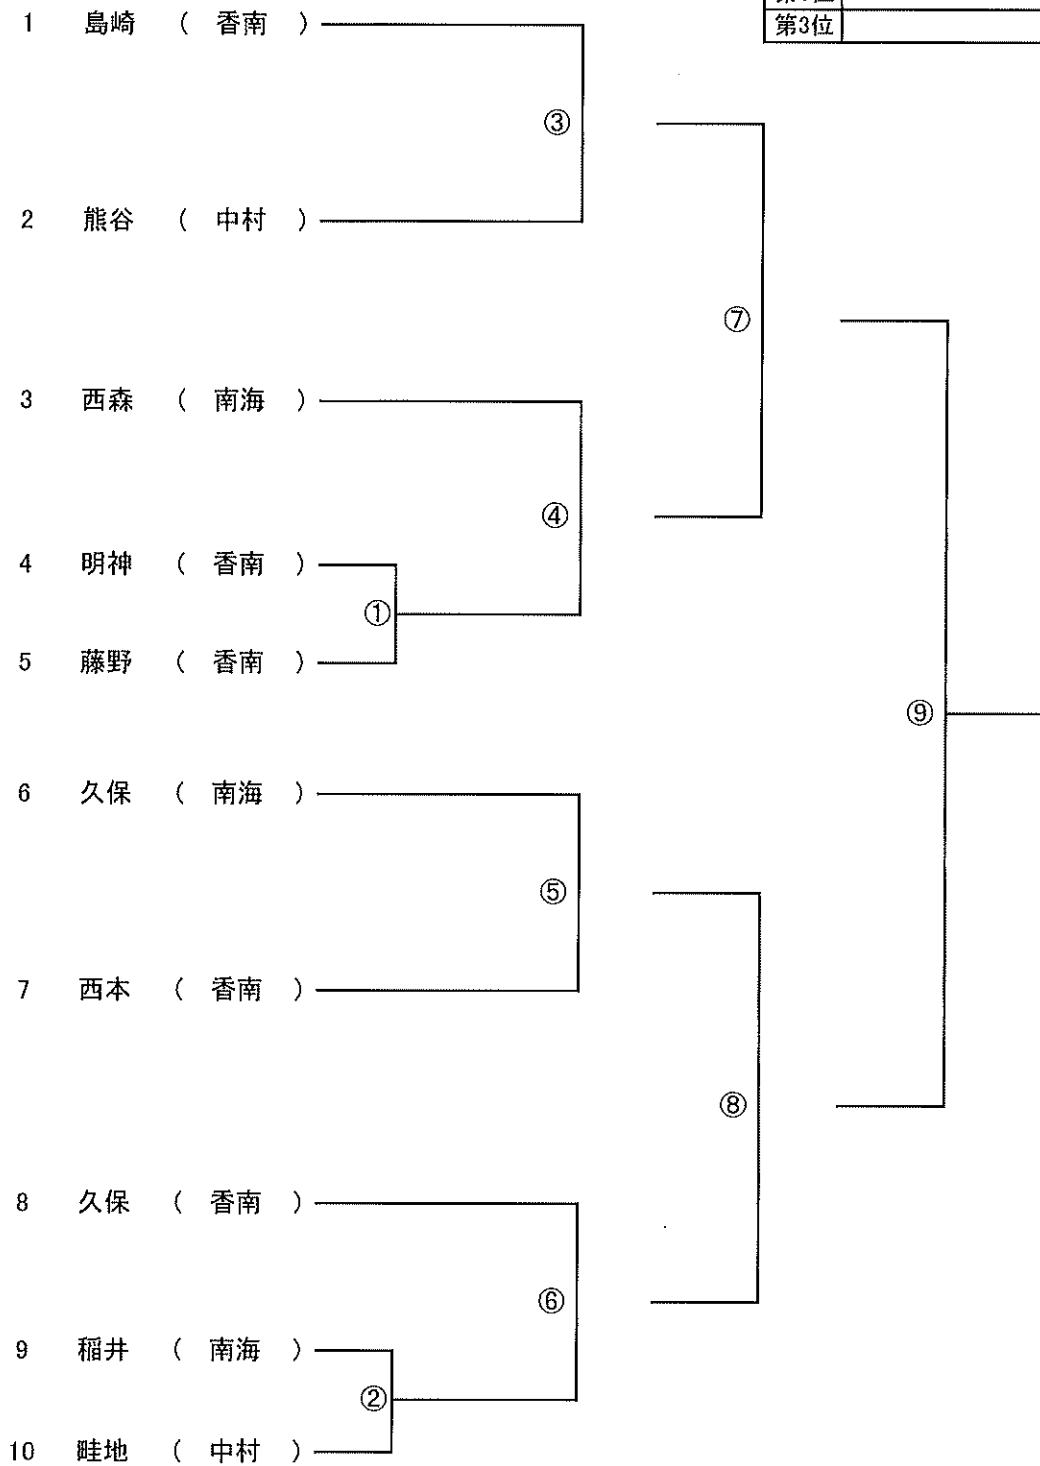 1 島崎 ( 香南 )
第3位
③
2 熊谷 ( 中村 )
⑦
3 西森 ( 南海 )
④
4 明神 ( 香南 )
①
5 藤野 ( 香南 )
⑨
6 久保 ( 南海 )
⑤
7 西本 ( 香南 )
⑧
8 久保 ( 香南 )
⑥
9 稲井 ( 南海 )
②
10 畦地 ( 中村 )